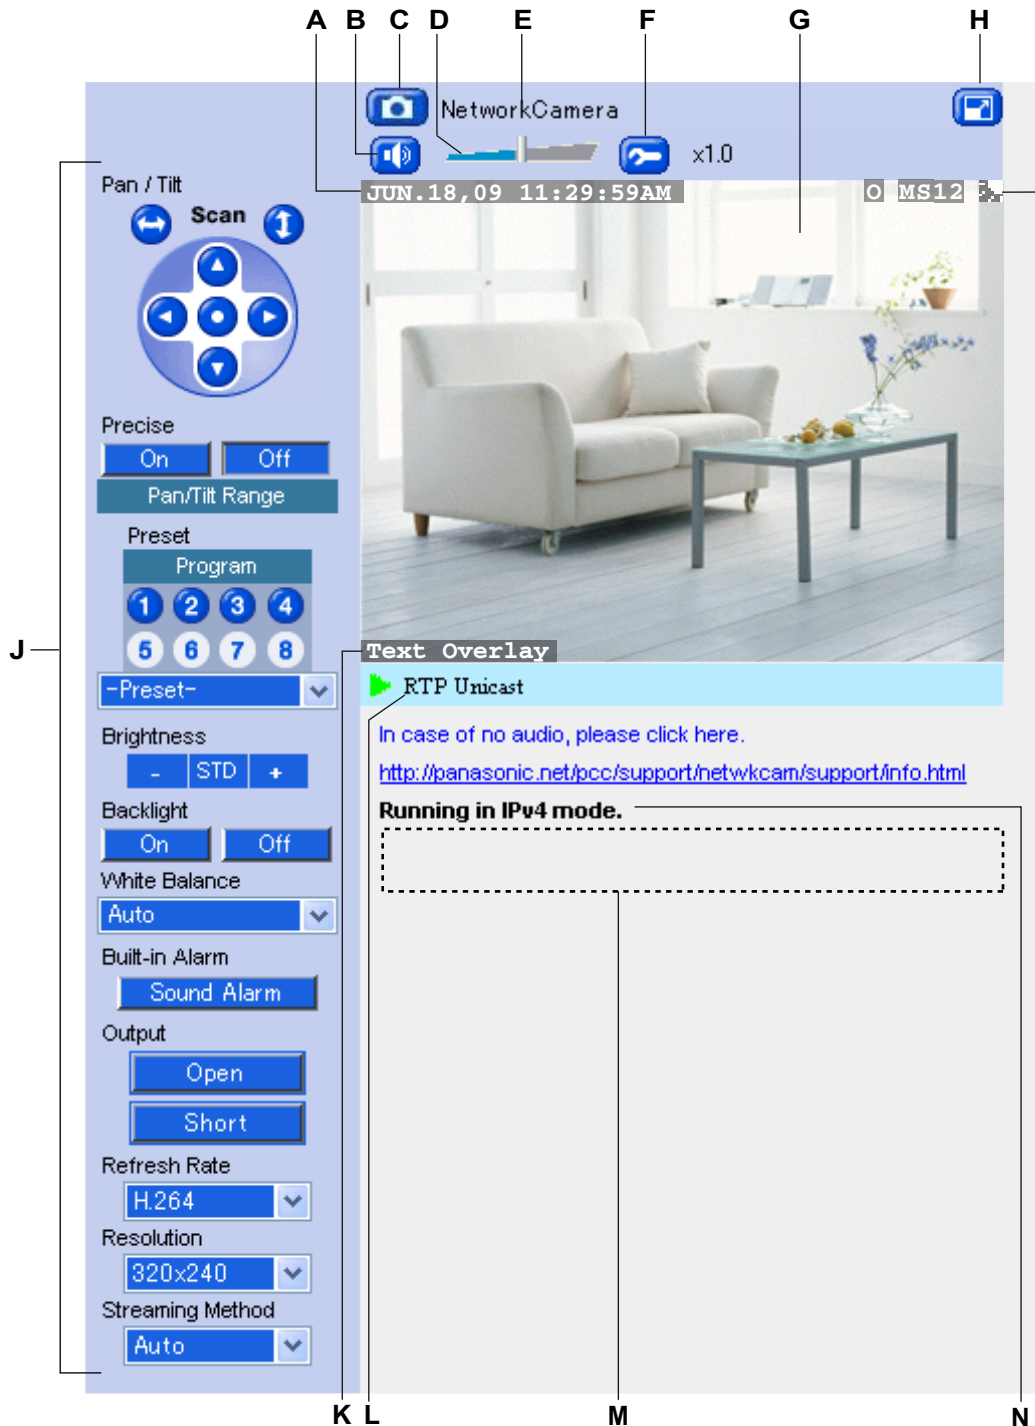 A B C D E F G H
NetworkCamera
x1.0
JUN.18,09 11:29:59AM O MS12
Pan / Tilt
Scan
Precise
On Off
Pan/Tilt Range
Preset
Program
1 2 3 4
5 6 7 8
-Preset-
Brightness
- STD +
Backlight
On Off
White Balance
Auto
Built-in Alarm
Sound Alarm
Output
Open
Short
Refresh Rate
H.264
Resolution
320x240
Streaming Method
Auto
J
Text Overlay
RTP Unicast
In case of no audio, please click here.
http://panasonic.net/pcc/support/netwkcam/support/info.html
Running in IPv4 mode.
K L M N